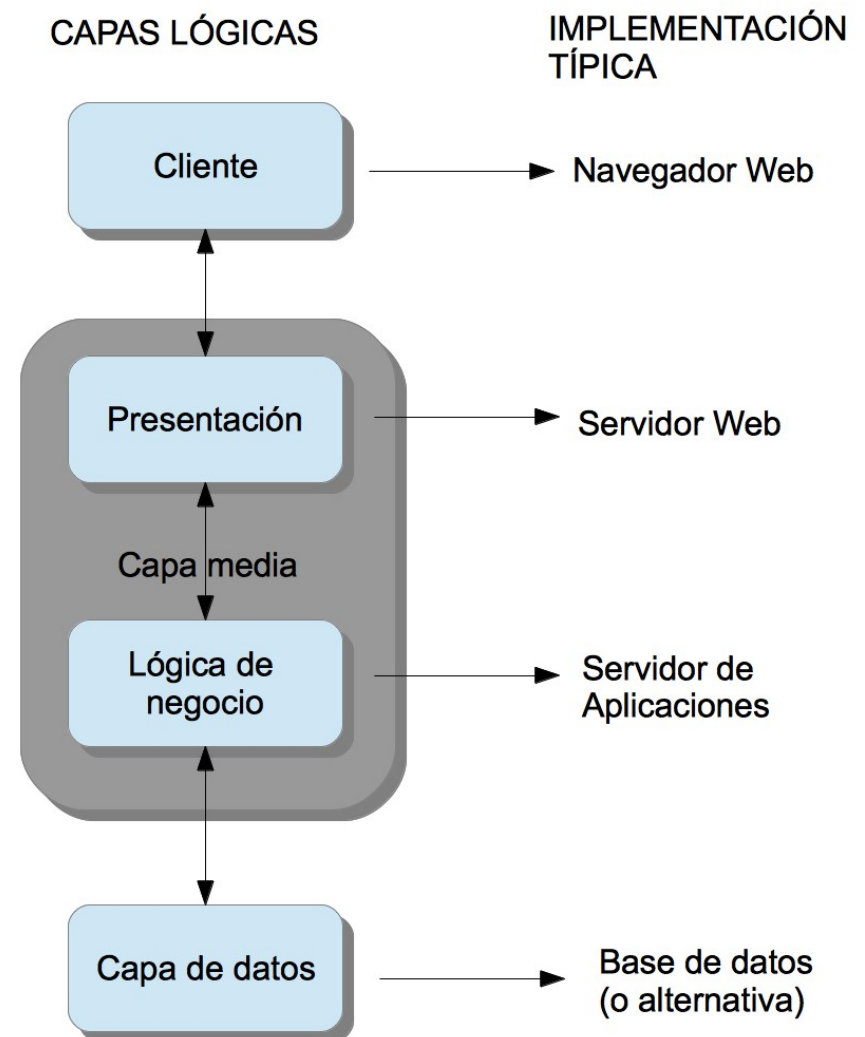 CAPAS LÓGICAS
IMPLEMENTACIÓN
TÍPICA
Cliente
Navegador Web
Presentación
Servidor Web
Capa media
Lógica de
negocio
Servidor de
Aplicaciones
Capa de datos
Base de datos
(o alternativa)